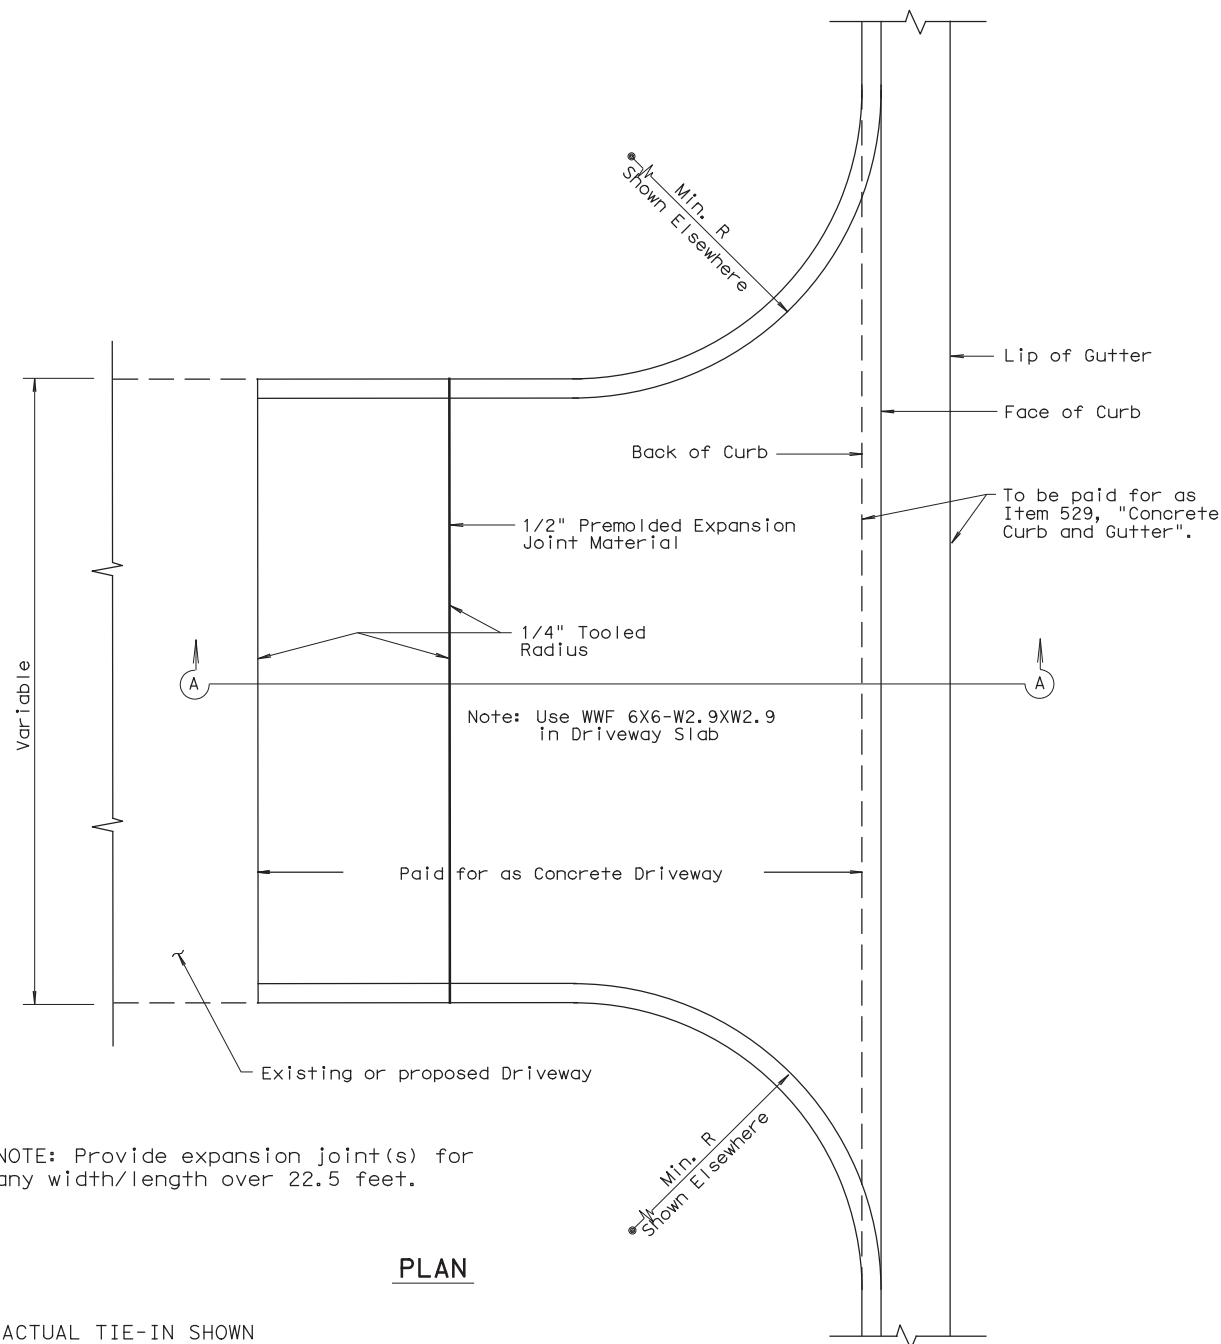 Min. R
Shown Elsewhere
Lip of Gutter
Face of Curb
Back of Curb
To be paid for as
Item 529, "Concrete
Curb and Gutter".
1/2" Premolded Expansion
Joint Material
1/4" Tooled
Radius
Variable
A
A
Note: Use WWF 6X6-W2.9XW2.9
in Driveway Slab
Paid for as Concrete Driveway
Existing or proposed Driveway
Min. R
Shown Elsewhere
NOTE: Provide expansion joint(s) for
any width/length over 22.5 feet.
PLAN
ACTUAL TIE-IN SHOWN